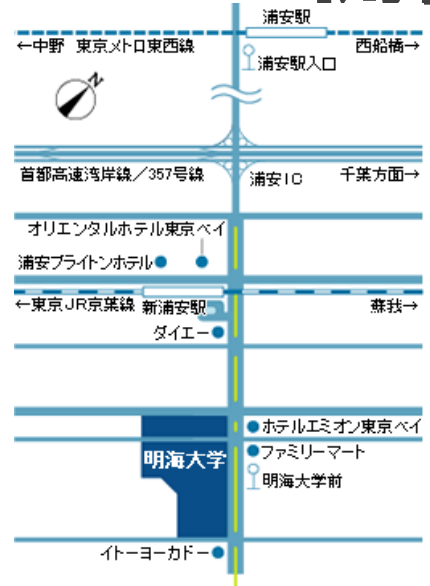 浦安駅
←中野 東京メトロ東西線
西船橋→
浦安駅入口
N
首都高速湾岸線/357号線
浦安IC
千葉方面→
オリエンタルホテル東京ベイ
浦安ブライトンホテル
←東京JR京葉線
新浦安駅
蘇我→
ダイエー
ホテルエミオン東京ベイ
明海大学
ファミリーマート
明海大学前
イトーヨーカドー